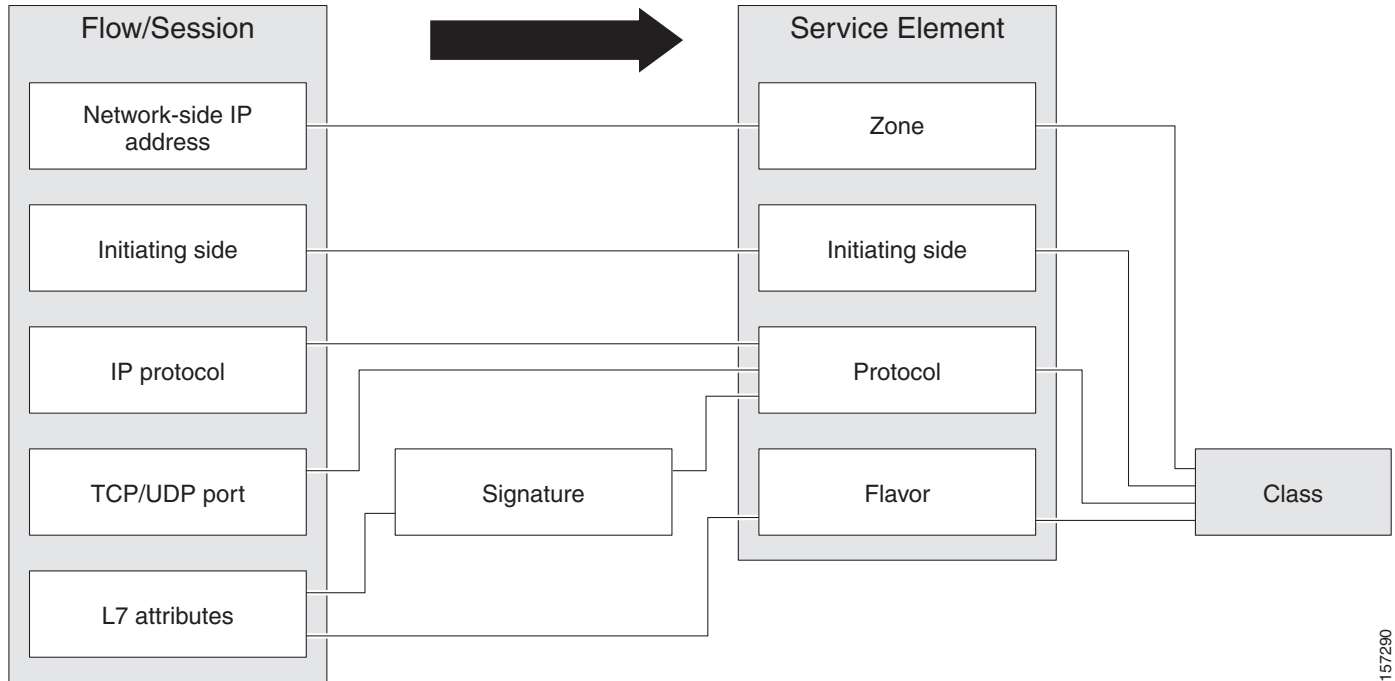 Flow/Session
Service Element
Network-side IP
address
Zone
Initiating side
Initiating side
IP protocol
Protocol
TCP/UDP port
Signature
Flavor
Class
L7 attributes
157290